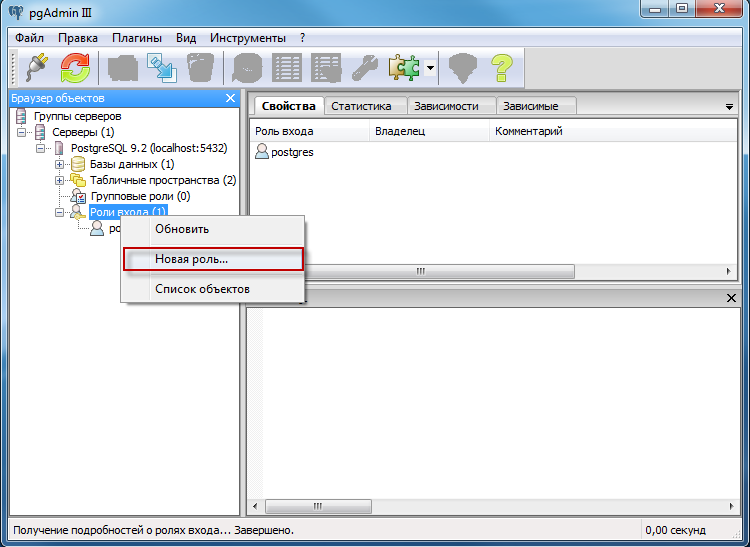 pgAdmin III
Файл Правка Плагины Вид Инструменты ?
Браузер объектов
Группы серверов
Серверы (1)
PostgreSQL 9.2 (localhost:5432)
Базы данных (1)
Табличные пространства (2)
Групповые роли (0)
Роли входа (1)
Обновить
Новая роль...
Список объектов
Свойства Статистика Зависимости Зависимые
Роль входа Владелец Комментарий
postgres
Получение подробностей о ролях входа... Завершено. 0,00 секунд